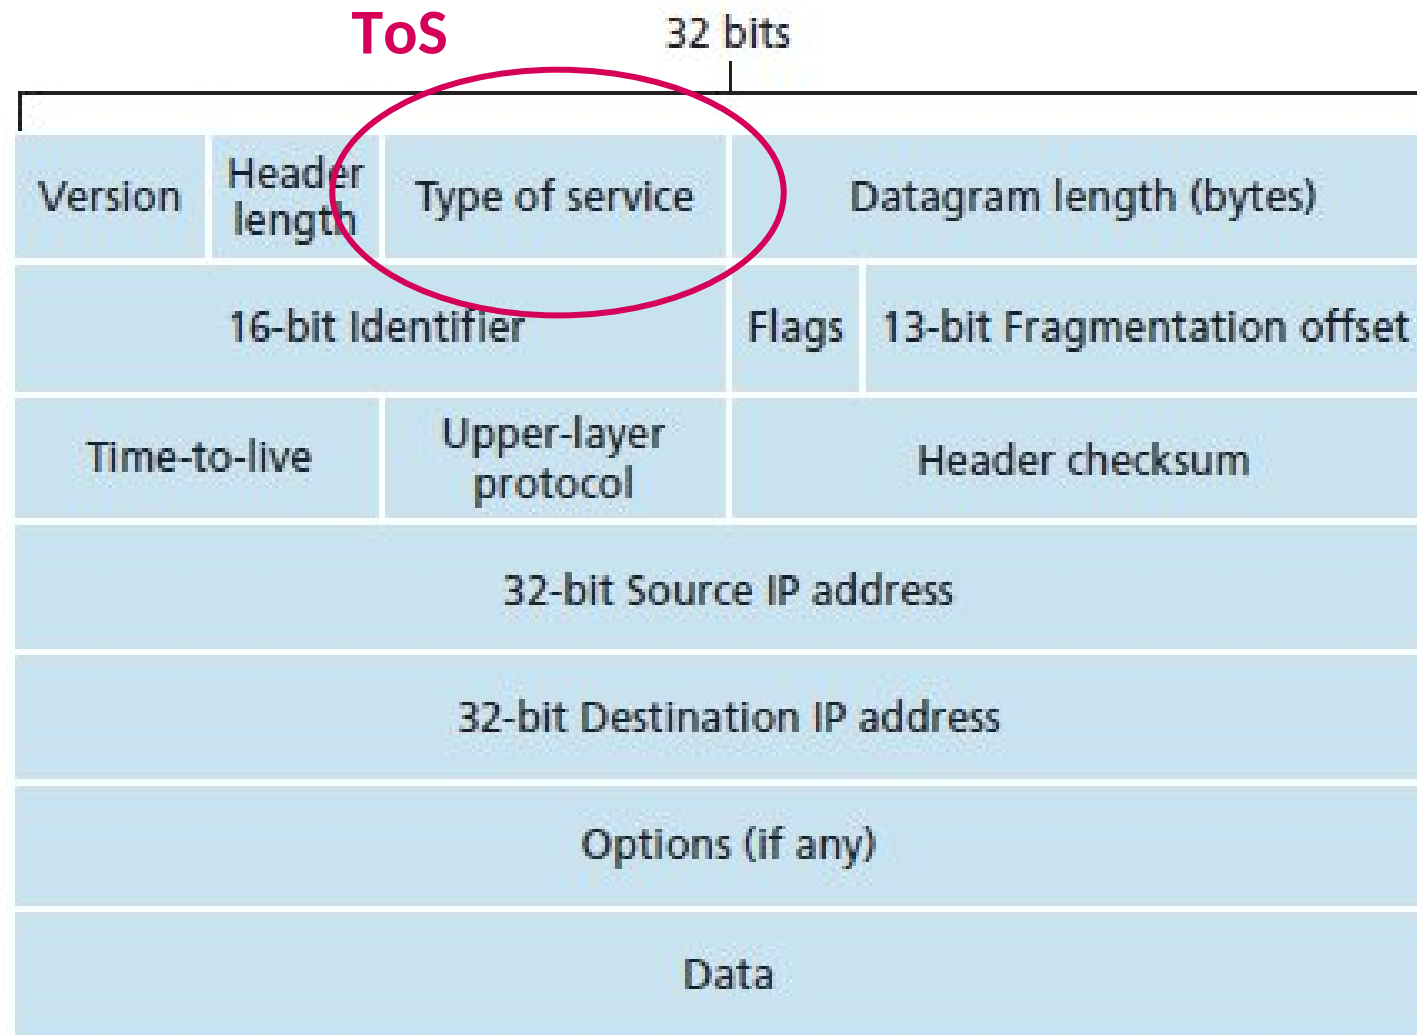 ToS
32 bits
Version
Header
length
Type of service
Datagram length (bytes)
16-bit Identifier
Flags
13-bit Fragmentation offset
Time-to-live
Upper-layer
protocol
Header checksum
32-bit Source IP address
32-bit Destination IP address
Options (if any)
Data